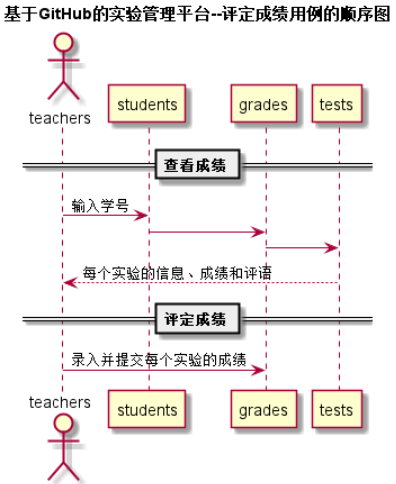 基于GitHub的实验管理平台--评定成绩用例的顺序图
teachers
students
grades
tests
查看成绩
输入学号
每个实验的信息、成绩和评语
评定成绩
录入并提交每个实验的成绩
teachers
students
grades
tests